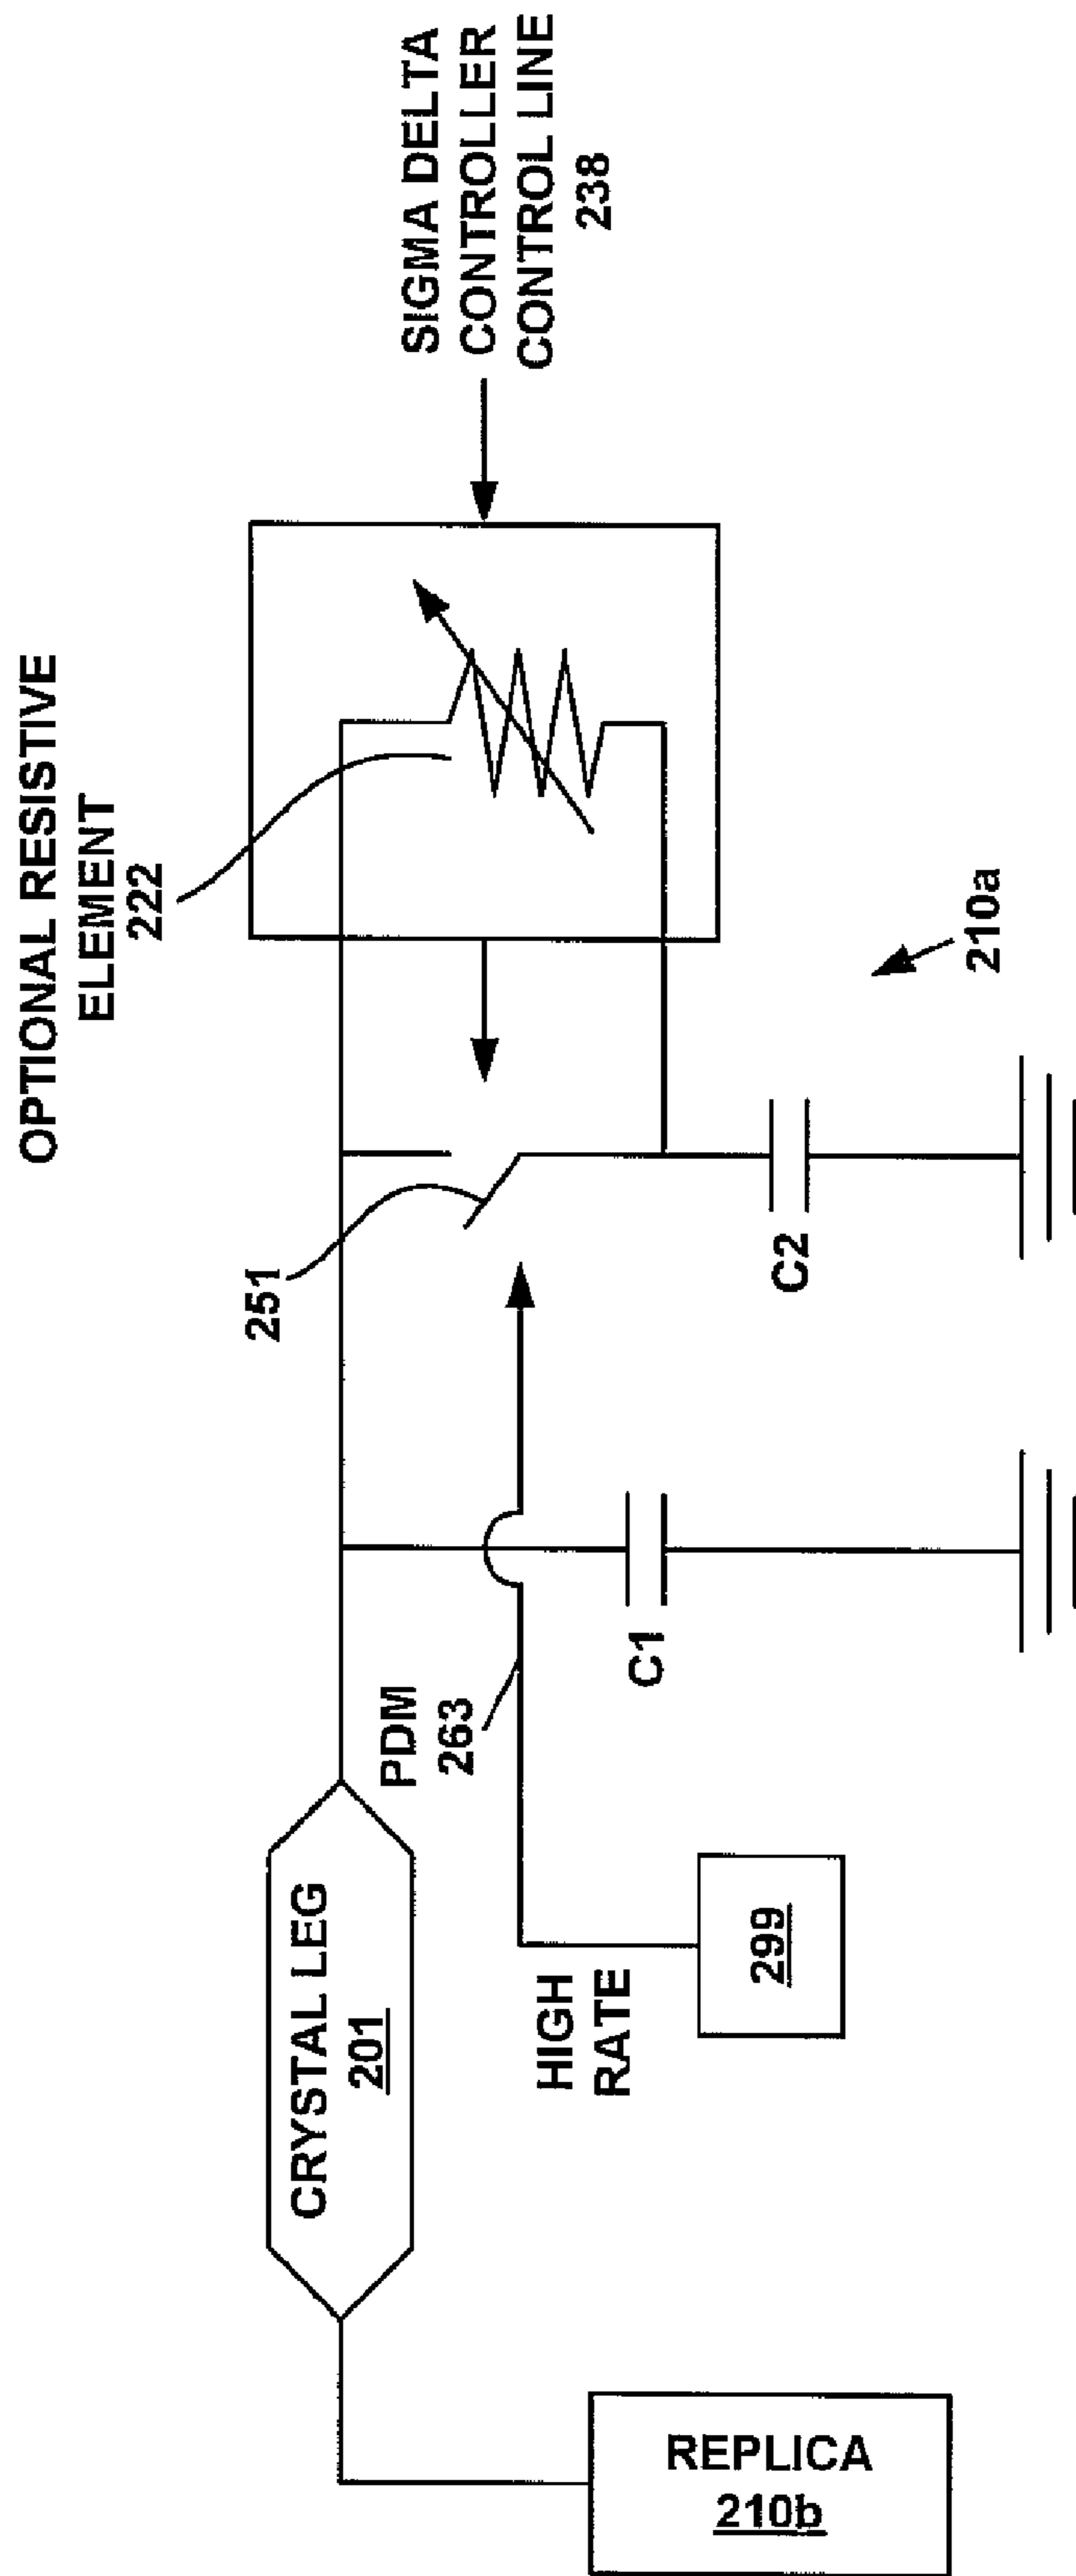 OPTIONAL RESISTIVE
ELEMENT
222
SIGMA DELTA
CONTROLLER
CONTROL LINE
238
251
CRYSTAL LEG
201
PDM
263
HIGH
RATE
299
C1
C2
210a
REPLICA
210b